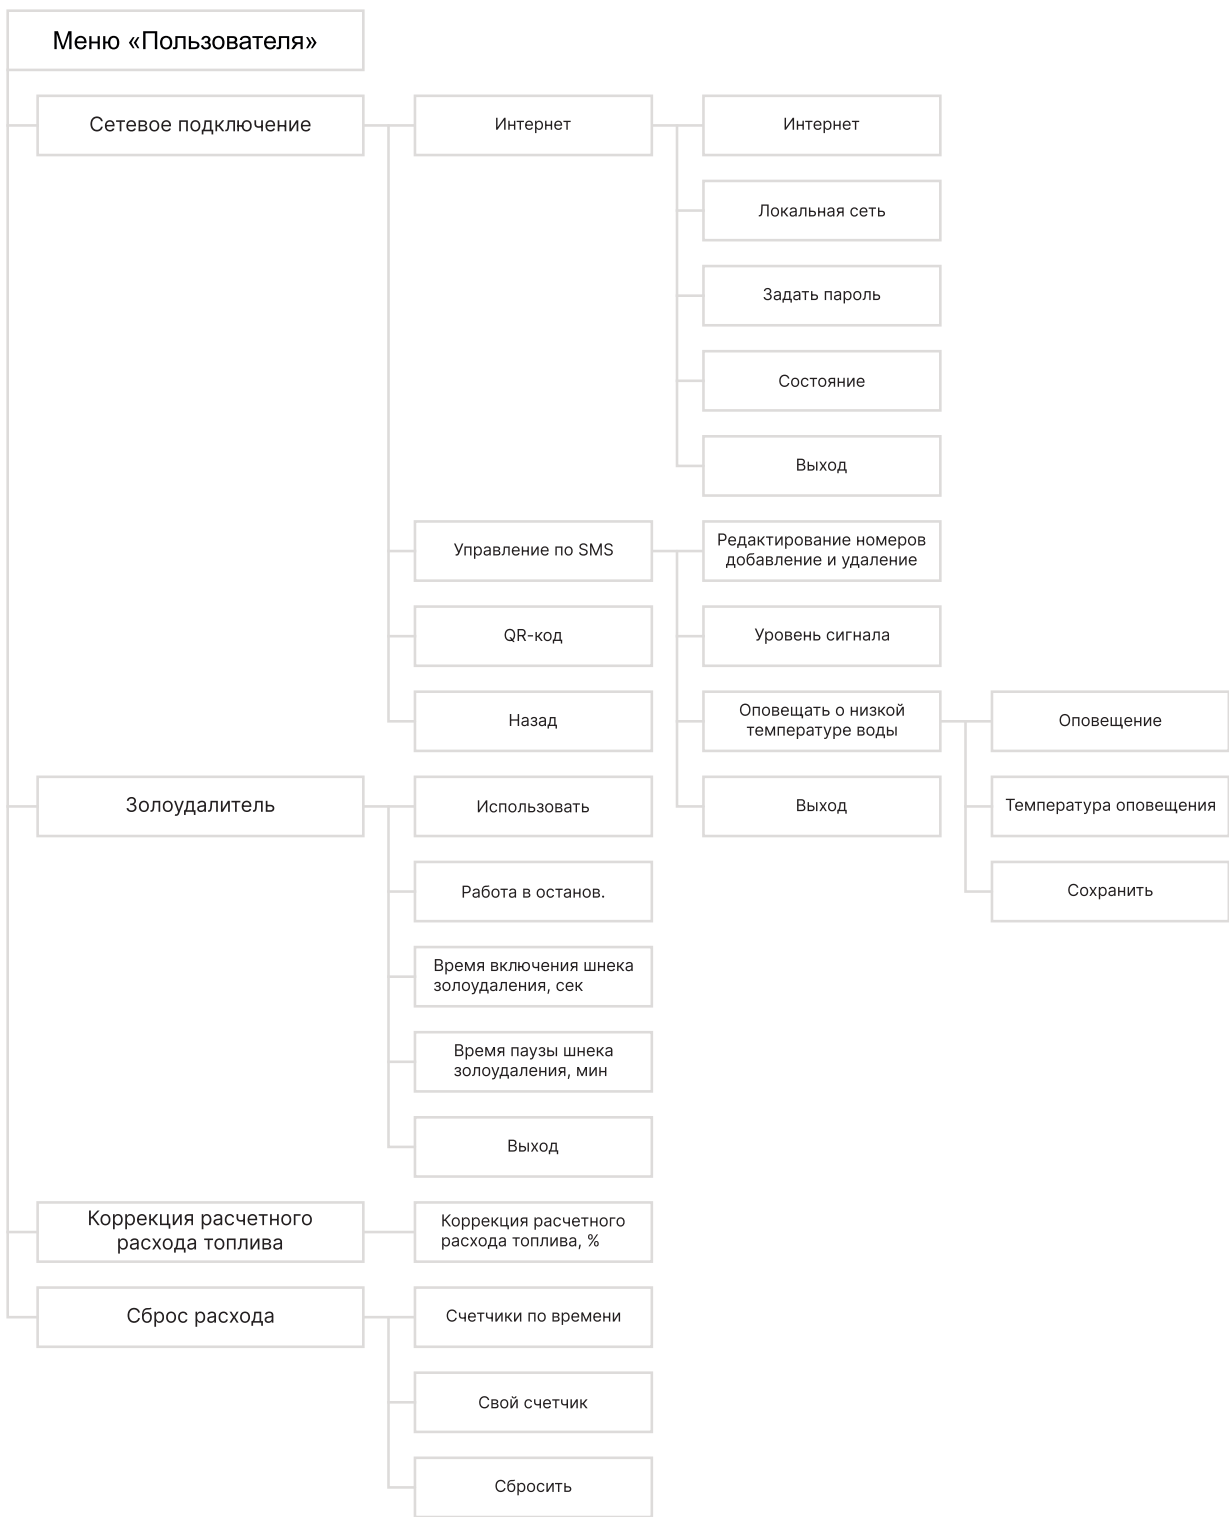 Меню «Пользователя»
Сетевое подключение
Интернет
Интернет
Локальная сеть
Задать пароль
Состояние
Выход
Управление по SMS
Редактирование номеров
добавление и удаление
QR-код
Уровень сигнала
Назад
Оповещать о низкой
температуре воды
Оповещение
Золоудалитель
Использовать
Выход
Температура оповещения
Работа в останов.
Сохранить
Время включения шнека
золоудаления, сек
Время паузы шнека
золоудаления, мин
Выход
Коррекция расчетного
расхода топлива
Коррекция расчетного
расхода топлива, %
Сброс расхода
Счетчики по времени
Свой счетчик
Сбросить